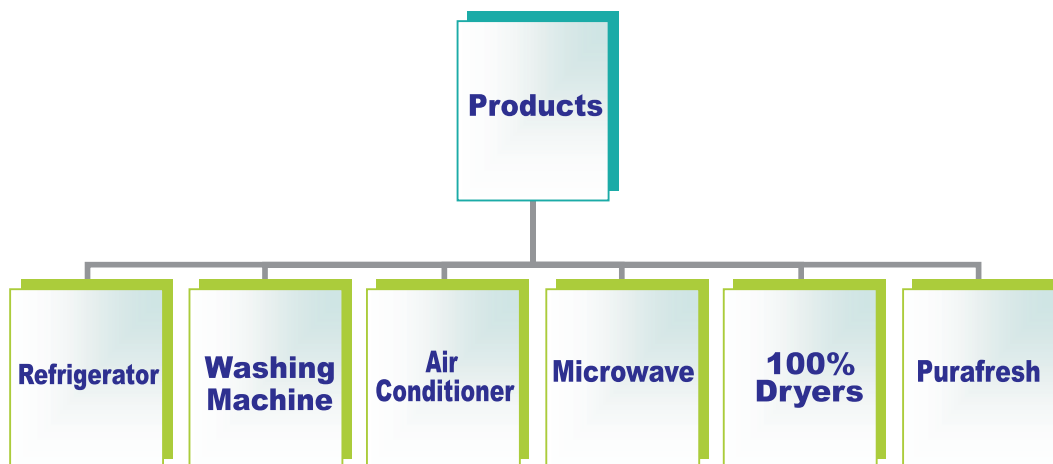 Products
Refrigerator
Washing
Machine
Air
Conditioner
Microwave
100%
Dryers
Purafresh